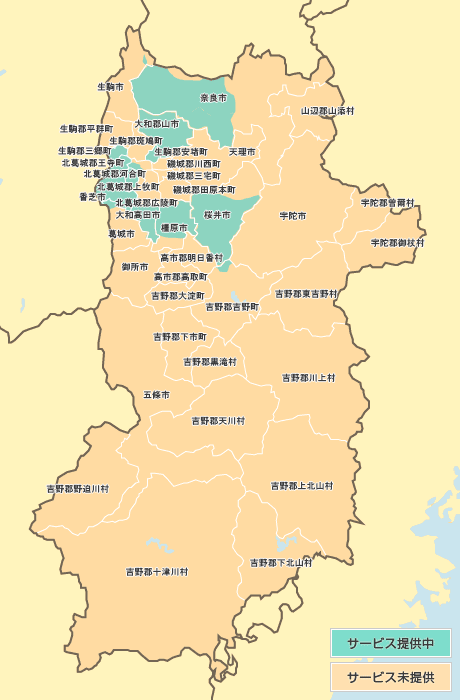 生駒市
奈良市
山辺郡山添村
大和郡山市
生駒郡平群町
生駒郡斑鳩町
生駒郡三郷町
生駒郡安堵町
天理市
北葛城郡王寺町
磯城郡川西町
北葛城郡河合町
磯城郡三宅町
北葛城郡上牧町
磯城郡田原本町
香芝市
北葛城郡広陵町
宇陀郡曽爾村
大和高田市
桜井市
宇陀市
橿原市
葛城市
宇陀郡御杖村
高市郡明日香村
御所市
高市郡高取町
吉野郡大淀町
吉野郡東吉野村
吉野郡吉野町
吉野郡下市町
吉野郡黒滝村
吉野郡川上村
五條市
吉野郡天川村
吉野郡野迫川村
吉野郡上北山村
吉野郡下北山村
吉野郡十津川村
サービス提供中
サービス未提供